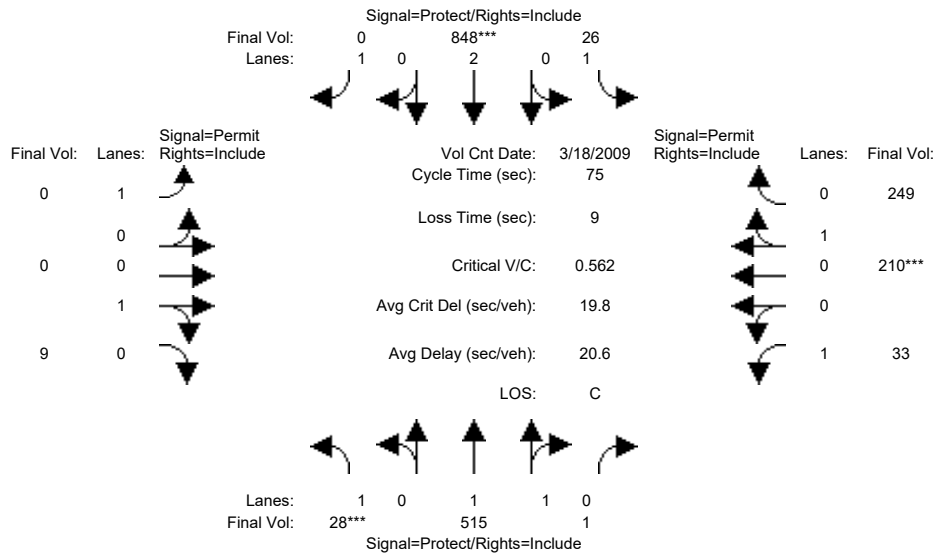 Signal=Protect/Rights=Include
Final Vol: 0 848*** 26
Lanes: 1 0 2 0 1
Signal=Permit Signal=Permit
Final Vol: Lanes: Rights=Include Vol Cnt Date: 3/18/2009 Rights=Include Lanes: Final Vol:
Cycle Time (sec): 75
0 1 0 249
Loss Time (sec): 9
0 1
0 0 Critical V/C: 0.562 0 210***
1 Avg Crit Del (sec/veh): 19.8 0
9 0 Avg Delay (sec/veh): 20.6 1 33
LOS: C
Lanes: 1 0 1 1 0
Final Vol: 28*** 515 1
Signal=Protect/Rights=Include